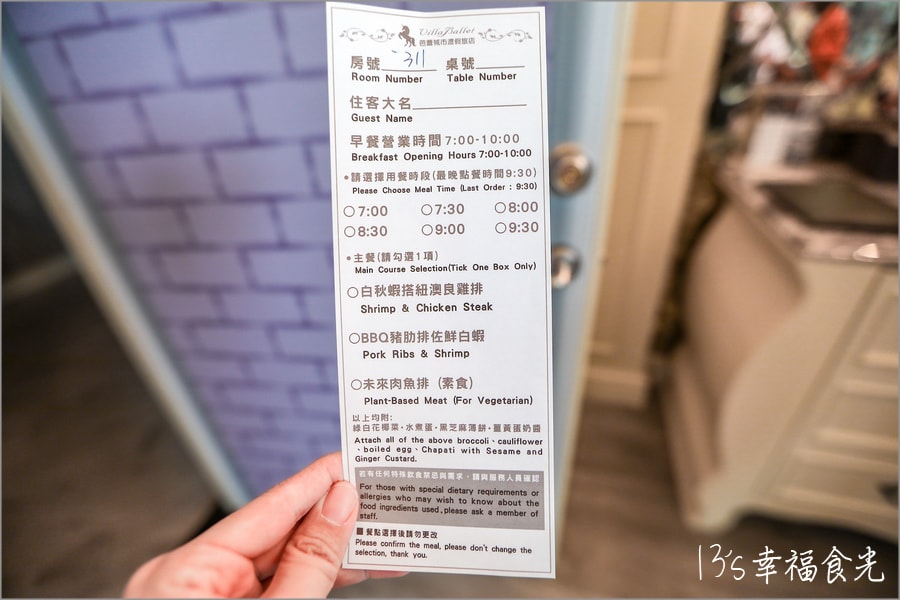 Villa Ballet
芭蕾城市渡假旅店
房號 311 桌號
Room Number Table Number
住客大名
Guest Name
早餐營業時間 7:00-10:00
Breakfast Opening Hours 7:00-10:00
•請選擇用餐時段(最晚點餐時間9:30)
Please Choose Meal Time (Last Order : 9:30)
○7:00 ○7:30 ○8:00
○8:30 ○9:00 ○9:30
•主餐(請勾選1項)
Main Course Selection(Tick One Box Only)
○白秋蝦搭紐澳良雞排
Shrimp & Chicken Steak
○BBQ豬肋排佐鮮白蝦
Pork Ribs & Shrimp
○未來肉魚排 (素食)
Plant-Based Meat (For Vegetarian)
以上均附:
綠白花椰菜•水煮蛋•黑芝麻薄餅•薑黃蛋奶醬
Attach all of the above broccoli、cauliflower
、boiled egg、Chapati with Sesame and
Ginger Custard.
若有任何特殊飲食禁忌與需求，請與服務人員確認
For those with special dietary requirements or
allergies who may wish to know about the
food ingredients used,please ask a member of
staff.
■ 餐點選擇後請勿更改
Please confirm the meal, please don't change the
selection, thank you.
13's幸福食光